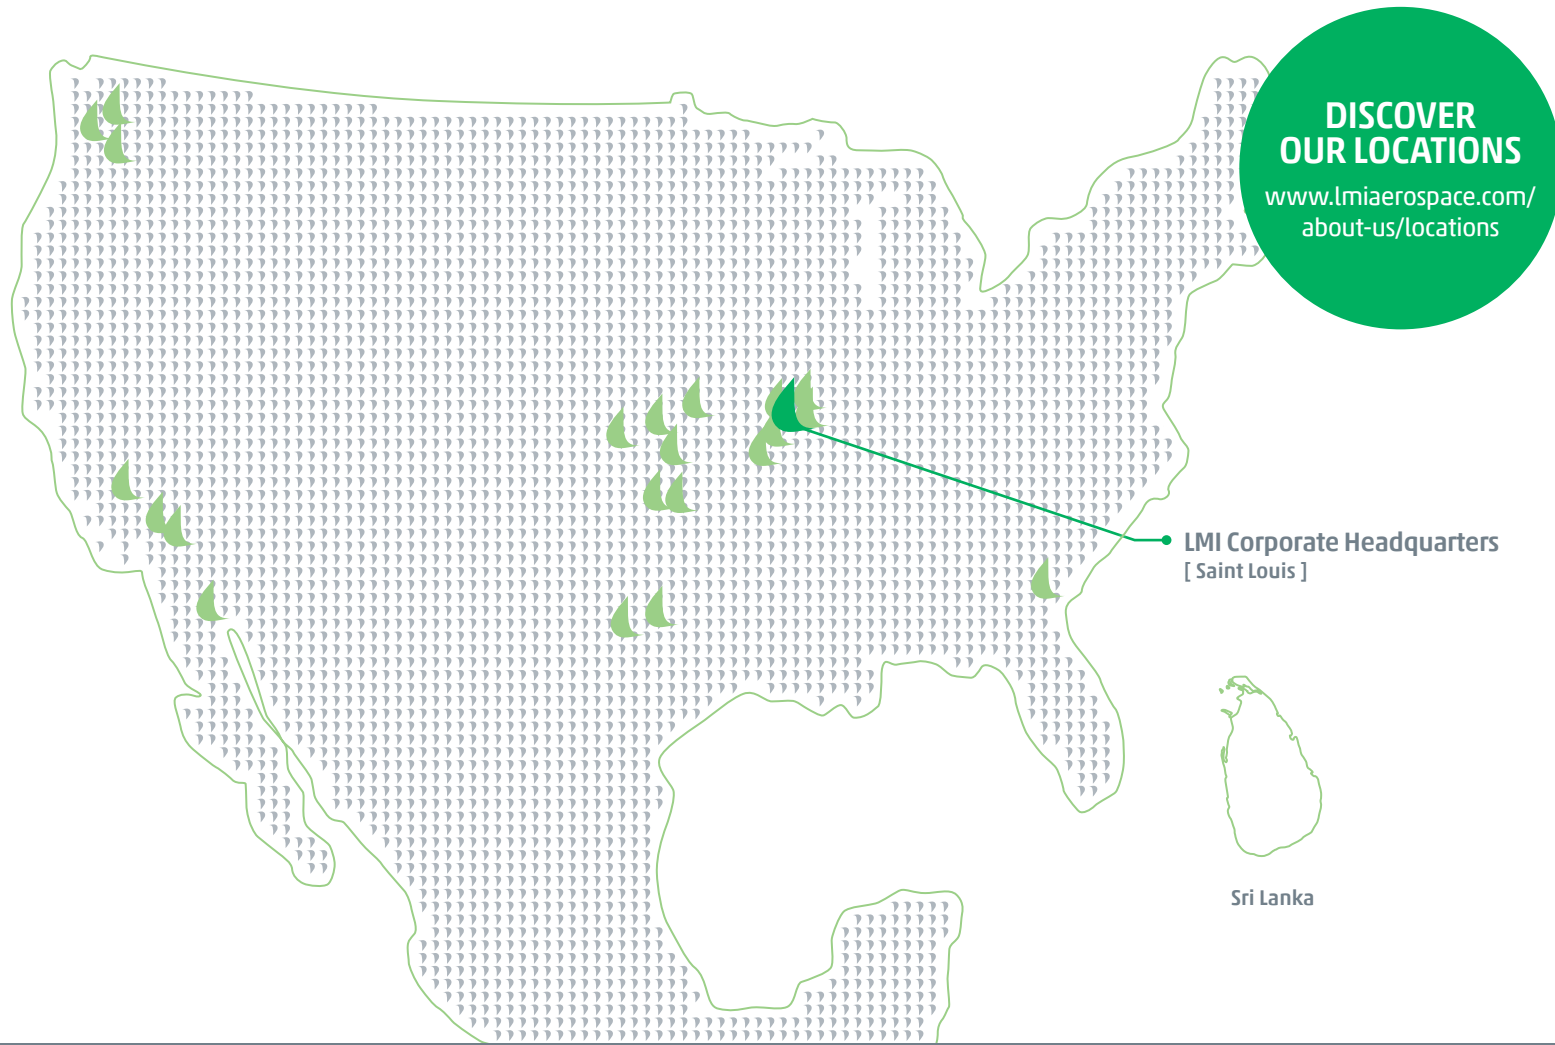 DISCOVER
OUR LOCATIONS
www.lmiaerospace.com/
about-us/locations
LMI Corporate Headquarters
[ Saint Louis ]
Sri Lanka